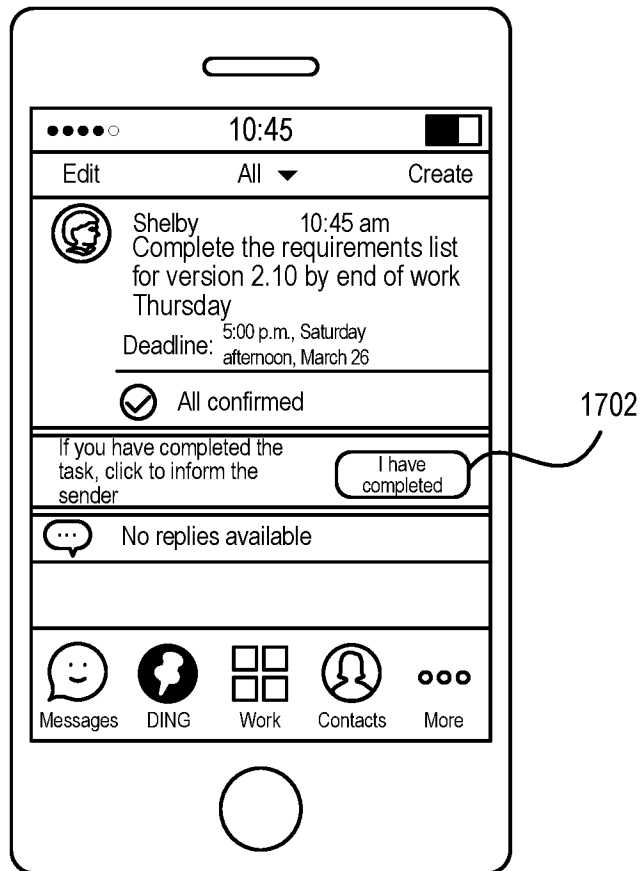 10:45
Edit All Create
Shelby 10:45 am
Complete the requirements list
for version 2.10 by end of work
Thursday
Deadline: 5:00 p.m., Saturday
afternoon, March 26
All confirmed
If you have completed the
task, click to inform the
sender
I have
completed
1702
No replies available
Messages DING Work Contacts More